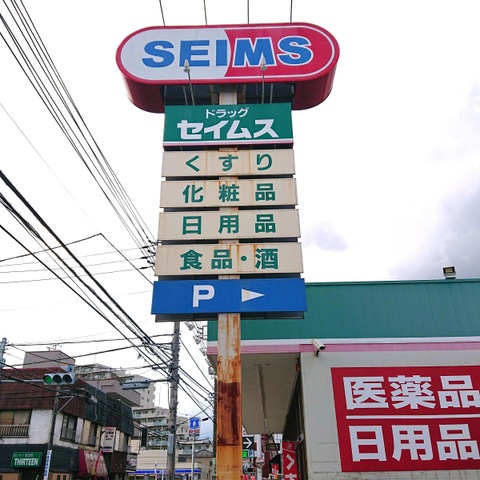 SEIMS
ドラッグ
セイムス
くすり
化粧品
日用品
食品・酒
P
医薬品
日用品
THIRTEEN